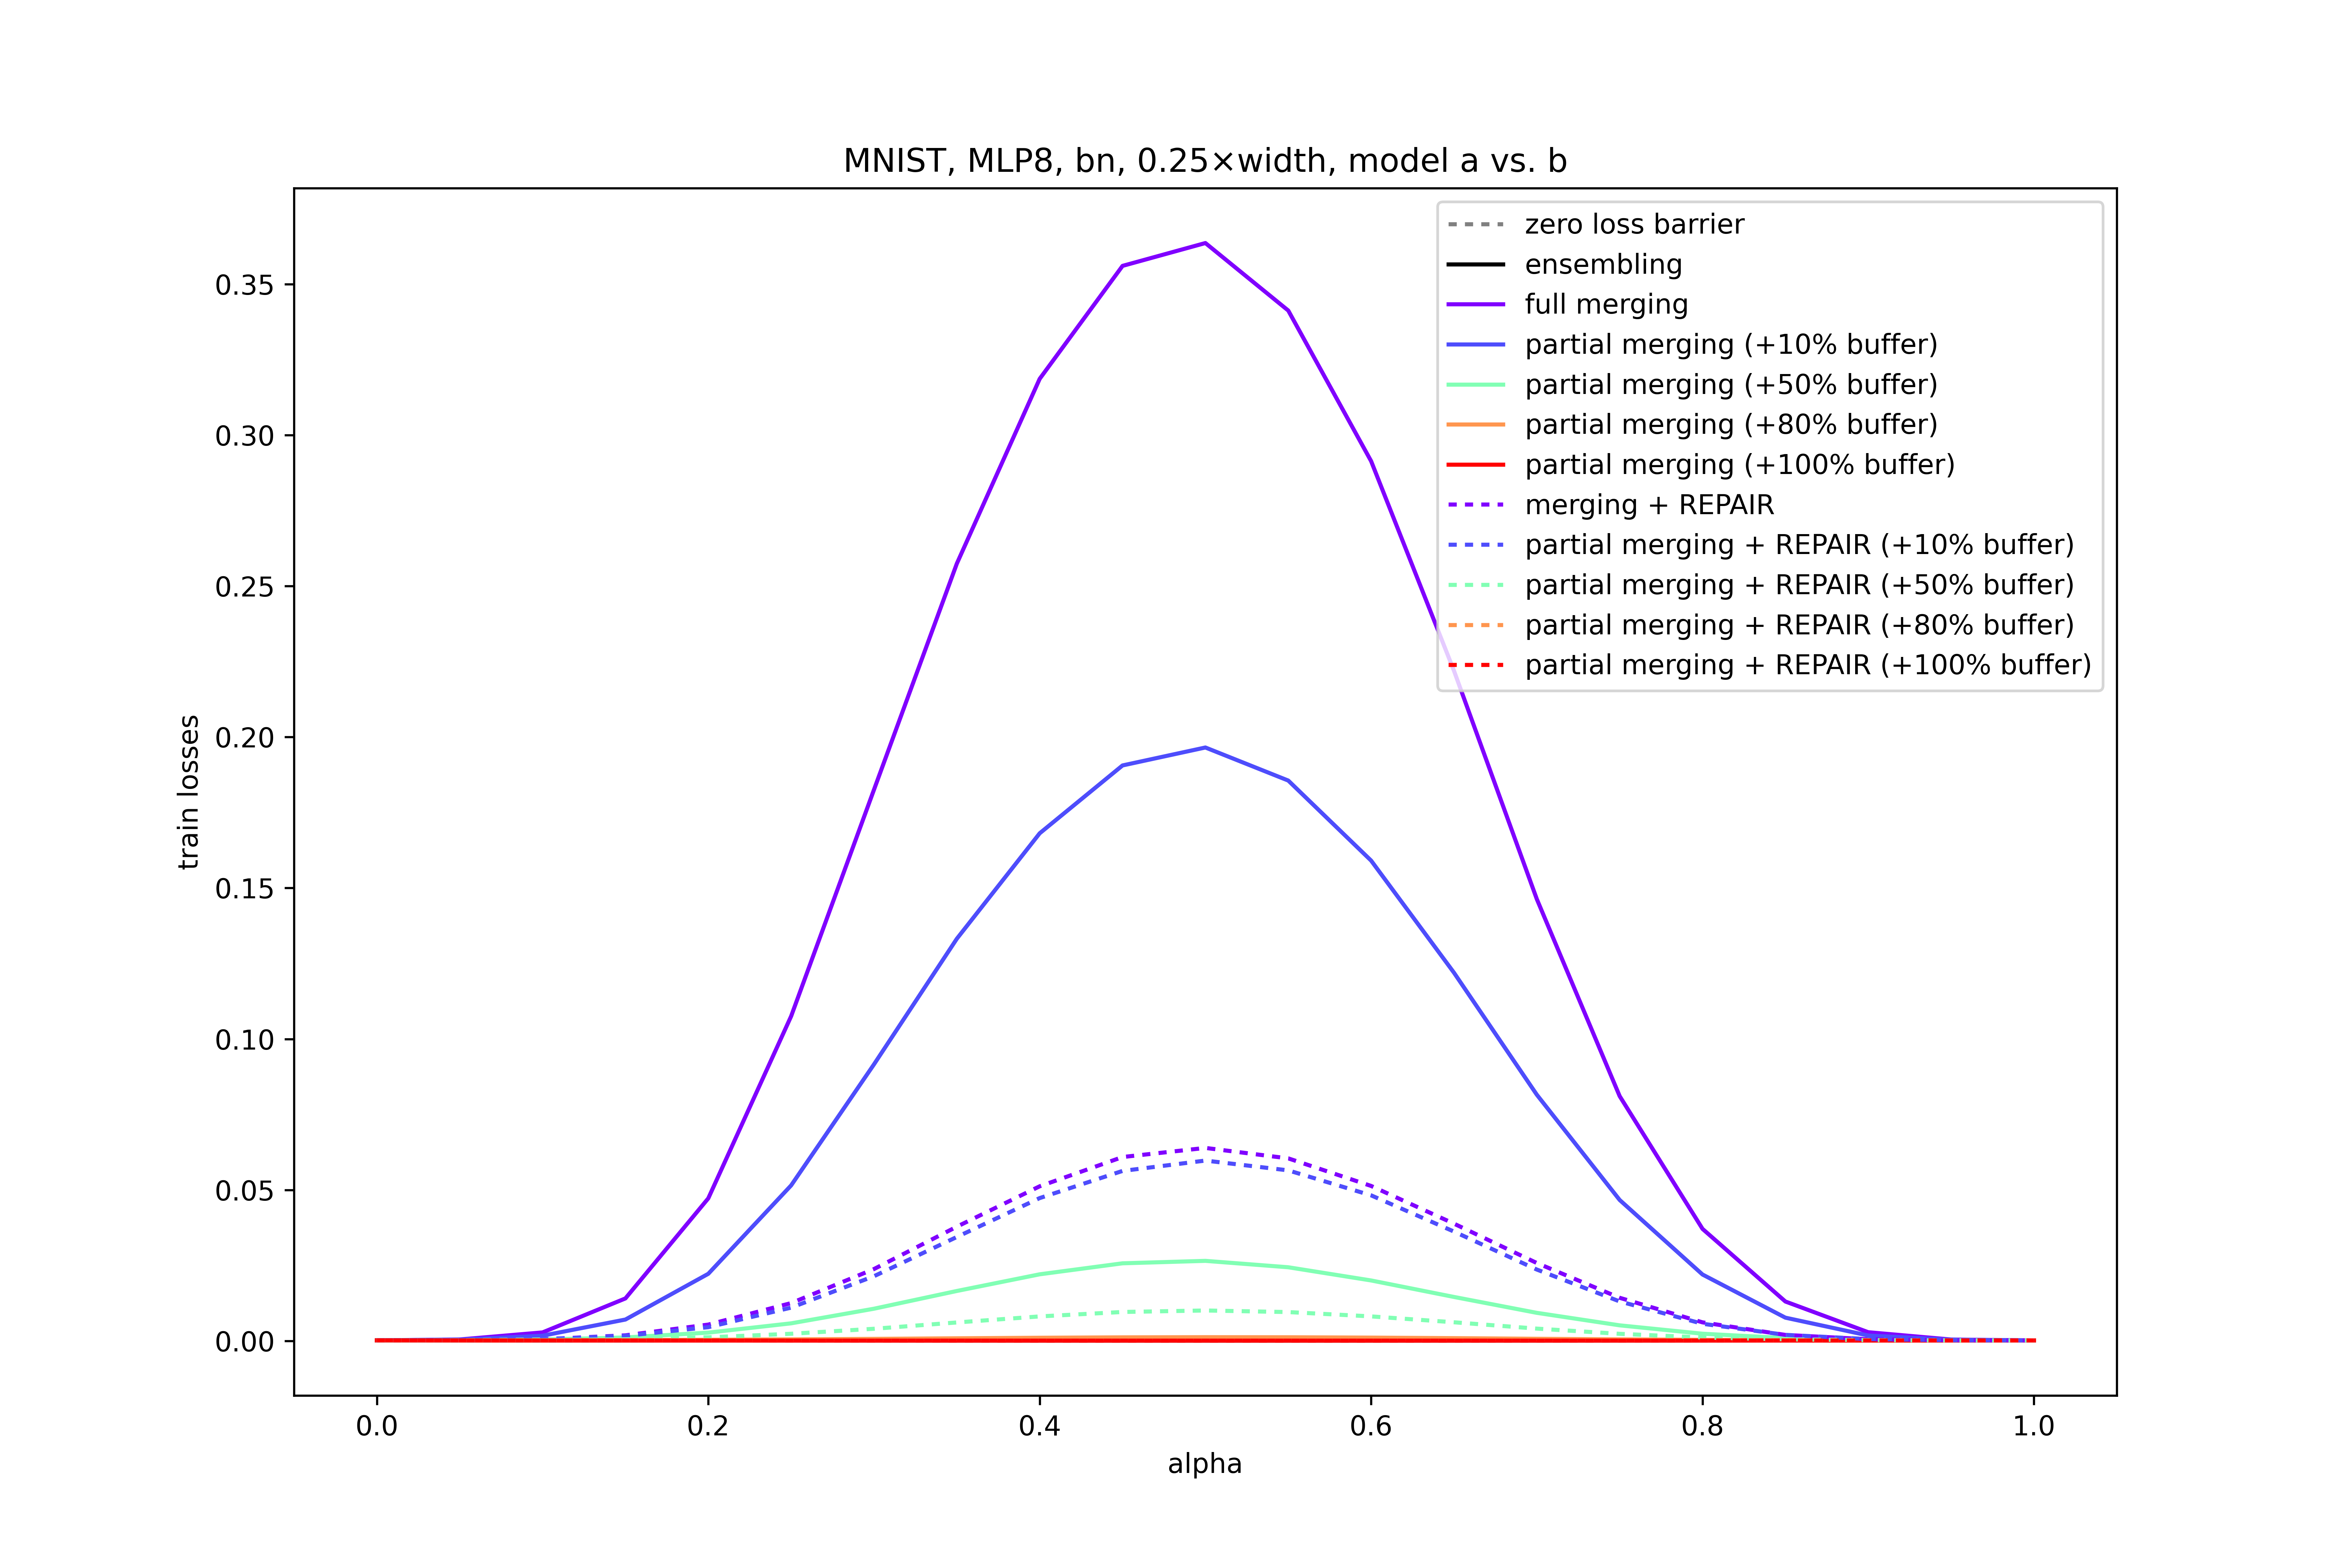 MNIST, MLP8, bn, 0.25×width, model a vs. b
zero loss barrier
ensembling
full merging
partial merging (+10% buffer)
partial merging (+50% buffer)
partial merging (+80% buffer)
partial merging (+100% buffer)
merging + REPAIR
partial merging + REPAIR (+10% buffer)
partial merging + REPAIR (+50% buffer)
partial merging + REPAIR (+80% buffer)
partial merging + REPAIR (+100% buffer)
train losses
0.35
0.30
0.25
0.20
0.15
0.10
0.05
0.00
0.0 0.2 0.4 0.6 0.8 1.0
alpha